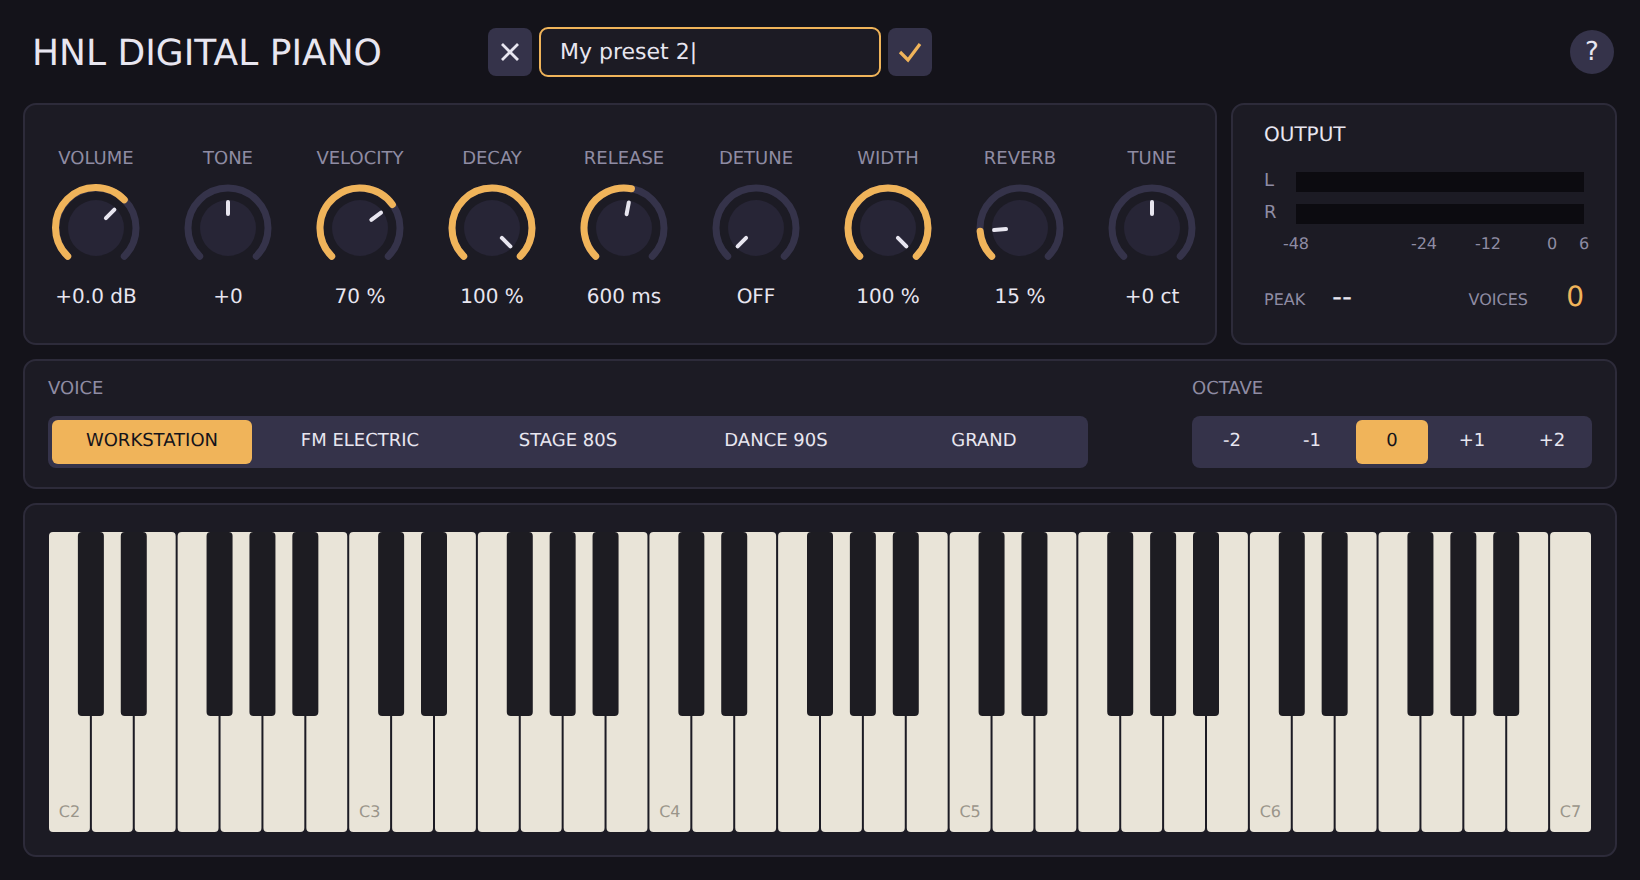 HNL DIGITAL PIANO
My preset 2
?
VOLUME TONE VELOCITY DECAY RELEASE DETUNE WIDTH REVERB TUNE
+0.0 dB +0 70 % 100 % 600 ms OFF 100 % 15 % +0 ct
OUTPUT
L
R
-48 -24 -12 0 6
PEAK -- VOICES 0
VOICE
WORKSTATION FM ELECTRIC STAGE 80S DANCE 90S GRAND
OCTAVE
-2 -1 0 +1 +2
C2 C3 C4 C5 C6 C7